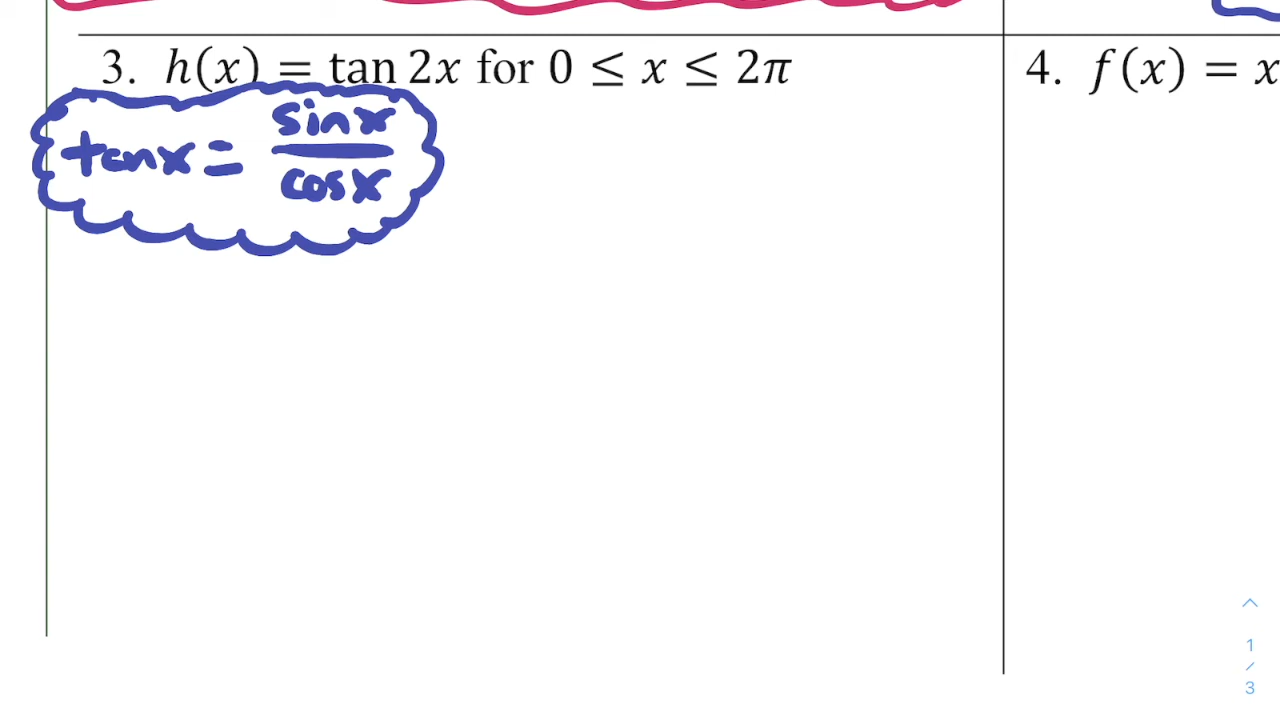 3. h(x) = tan 2x for 0 ≤ x ≤ 2π
4. f(x) = x
tanx = sinx / cosx
1
/
3